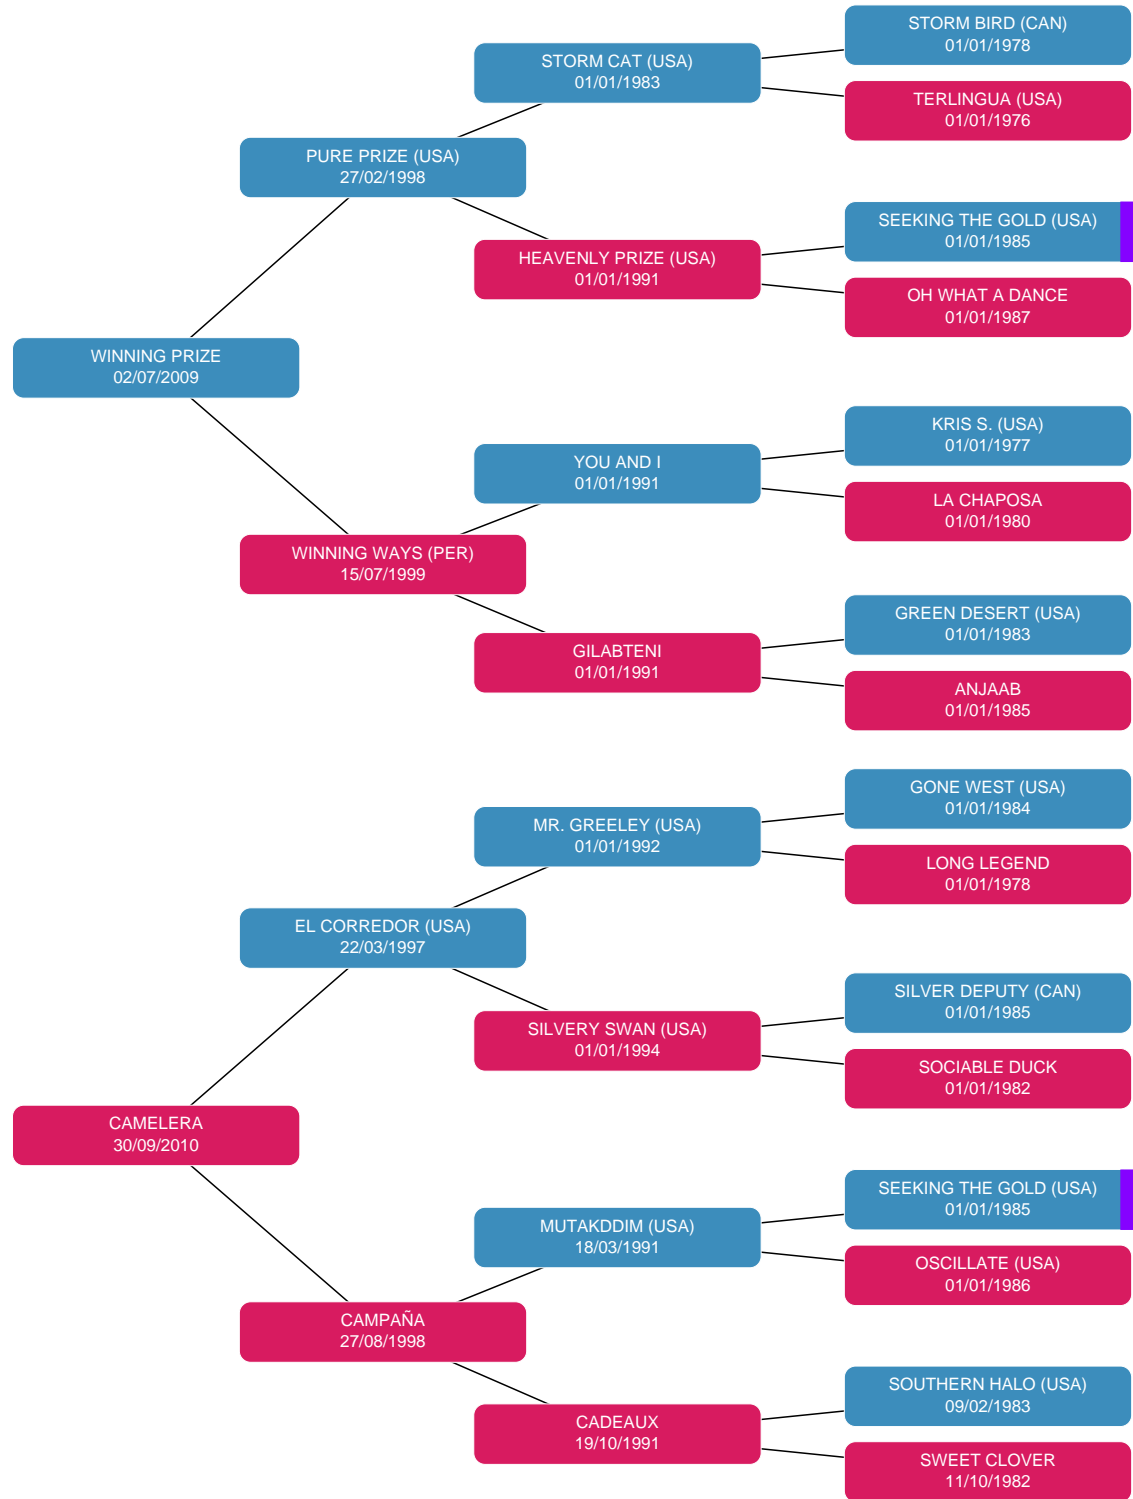 STORM BIRD (CAN)
01/01/1978
STORM CAT (USA)
01/01/1983
TERLINGUA (USA)
01/01/1976
PURE PRIZE (USA)
27/02/1998
SEEKING THE GOLD (USA)
01/01/1985
HEAVENLY PRIZE (USA)
01/01/1991
OH WHAT A DANCE
01/01/1987
WINNING PRIZE
02/07/2009
KRIS S. (USA)
01/01/1977
YOU AND I
01/01/1991
LA CHAPOSA
01/01/1980
WINNING WAYS (PER)
15/07/1999
GREEN DESERT (USA)
01/01/1983
GILABTENI
01/01/1991
ANJAAB
01/01/1985
GONE WEST (USA)
01/01/1984
MR. GREELEY (USA)
01/01/1992
LONG LEGEND
01/01/1978
EL CORREDOR (USA)
22/03/1997
SILVER DEPUTY (CAN)
01/01/1985
SILVERY SWAN (USA)
01/01/1994
SOCIABLE DUCK
01/01/1982
CAMELERA
30/09/2010
SEEKING THE GOLD (USA)
01/01/1985
MUTAKDDIM (USA)
18/03/1991
OSCILLATE (USA)
01/01/1986
CAMPAÑA
27/08/1998
SOUTHERN HALO (USA)
09/02/1983
CADEAUX
19/10/1991
SWEET CLOVER
11/10/1982